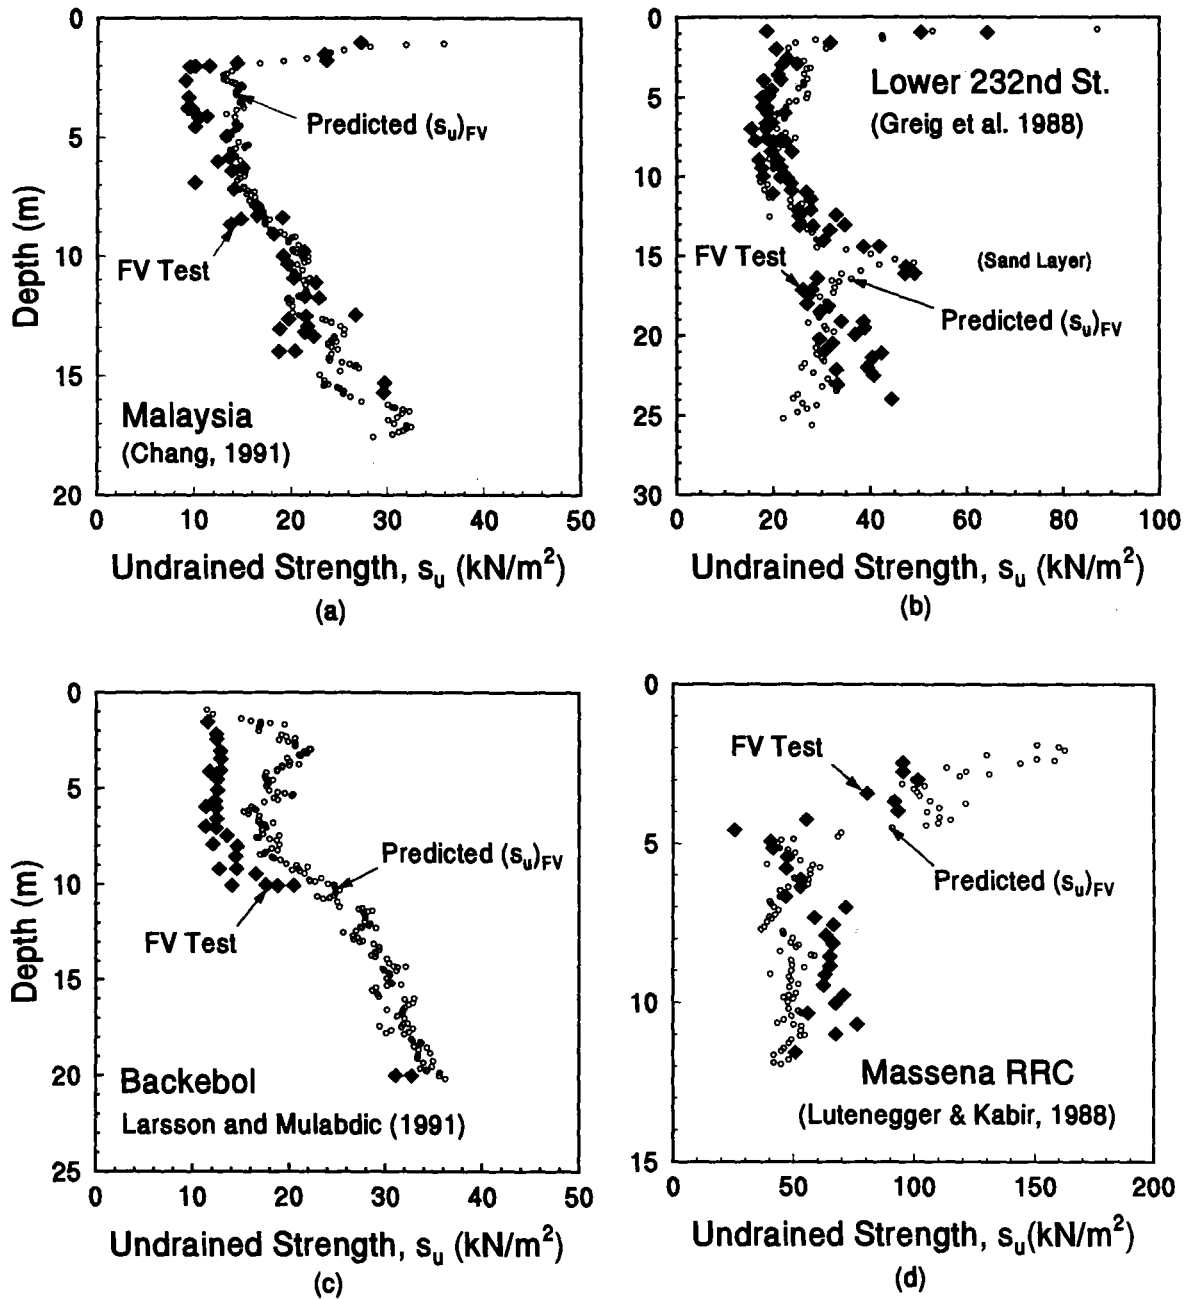 0
5
10
15
20
Depth (m)
Predicted (su)FV
FV Test
Malaysia
(Chang, 1991)
0 10 20 30 40 50
Undrained Strength, su (kN/m2)
(a)
0
5
10
15
20
25
30
Lower 232nd St.
(Greig et al. 1988)
FV Test
(Sand Layer)
Predicted (su)FV
0 20 40 60 80 100
Undrained Strength, su (kN/m2)
(b)
0
5
10
15
20
25
Depth (m)
Predicted (su)FV
FV Test
Backebol
Larsson and Mulabdic (1991)
0 10 20 30 40 50
Undrained Strength, su (kN/m2)
(c)
0
5
10
15
FV Test
Predicted (su)FV
Massena RRC
(Lutenegger & Kabir, 1988)
0 50 100 150 200
Undrained Strength, su(kN/m2)
(d)